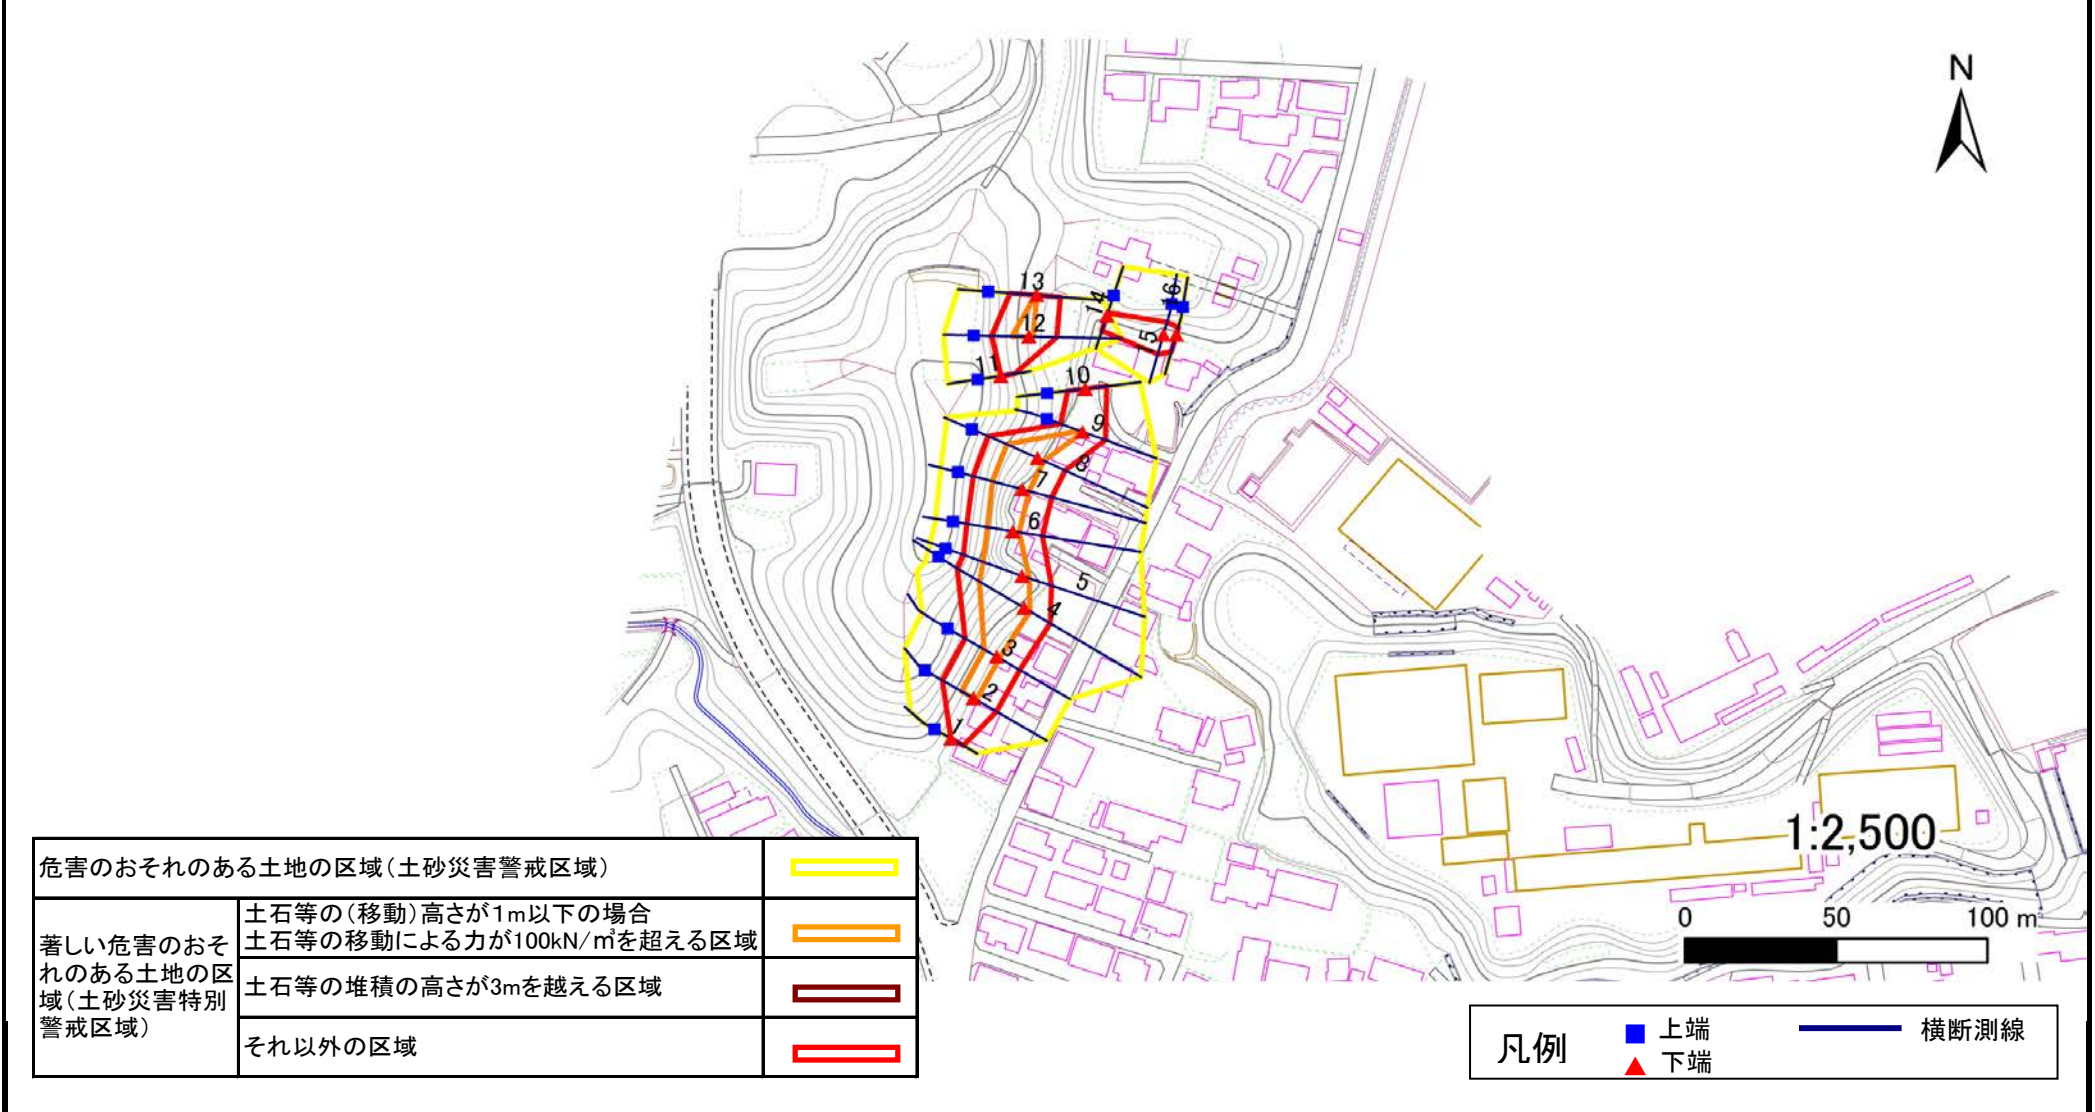 N
13
16
14
12
15
11
10
9
8
7
6
5
4
3
2
1
1:2,500
0 50 100 m
危害のおそれのある土地の区域(土砂災害警戒区域)
著しい危害のおそ
れのある土地の区
域(土砂災害特別
警戒区域)
土石等の(移動)高さが1m以下の場合
土石等の移動による力が100kN/㎥を超える区域
土石等の堆積の高さが3mを越える区域
それ以外の区域
凡例
上端
下端
横断測線